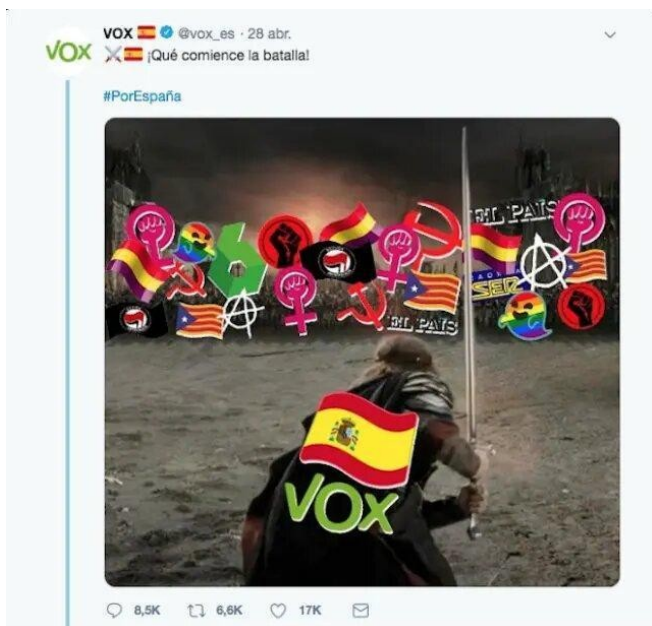 VOX @vox_es · 28 abr.
VOX
¡Qué comience la batalla!
#PorEspaña
EL PAÍS
6
SER
EL PAÍS
VOX
8,5K 6,6K 17K